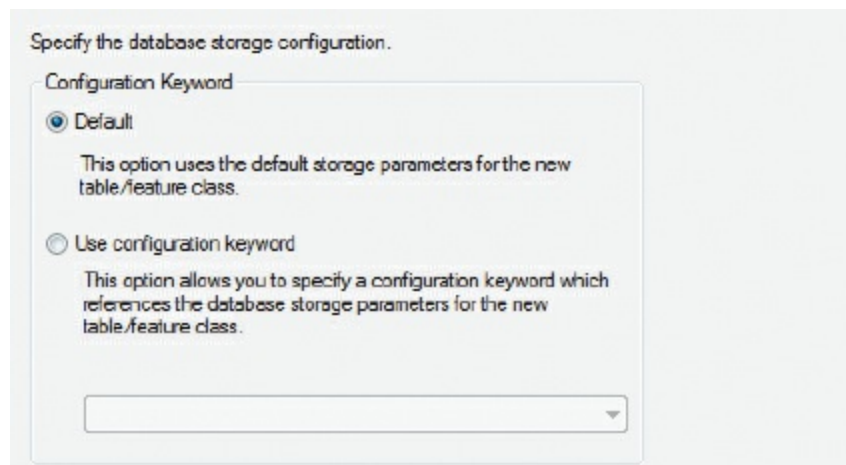 Specify the database storage configuration.
Configuration Keyword
Default
This option uses the default storage parameters for the new
table/feature class.
Use configuration keyword
This option allows you to specify a configuration keyword which
references the database storage parameters for the new
table/feature class.